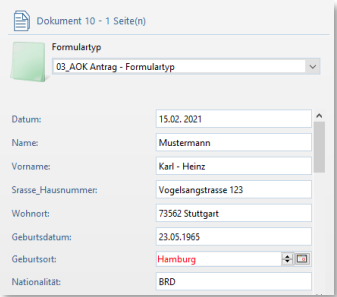 Dokument 10 - 1 Seite(n)
Formulartyp
03_AOK Antrag - Formulartyp
Datum: 15.02. 2021
Name: Mustermann
Vorname: Karl - Heinz
Srasse_Hausnummer: Vogelsangstrasse 123
Wohnort: 73562 Stuttgart
Geburtsdatum: 23.05.1965
Geburtsort: Hamburg
Nationalität: BRD